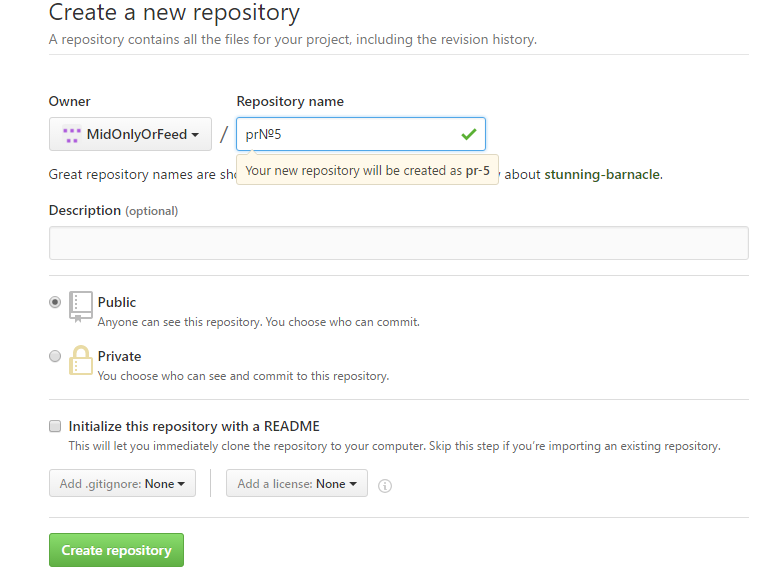 Create a new repository
A repository contains all the files for your project, including the revision history.
Owner
Repository name
MidOnlyOrFeed / prNº5
Great repository names are about stunning-barnacle.
Your new repository will be created as pr-5
Description (optional)
Public
Anyone can see this repository. You choose who can commit.
Private
You choose who can see and commit to this repository.
Initialize this repository with a README
This will let you immediately clone the repository to your computer. Skip this step if you're importing an existing repository.
Add .gitignore: None
Add a license: None
Create repository